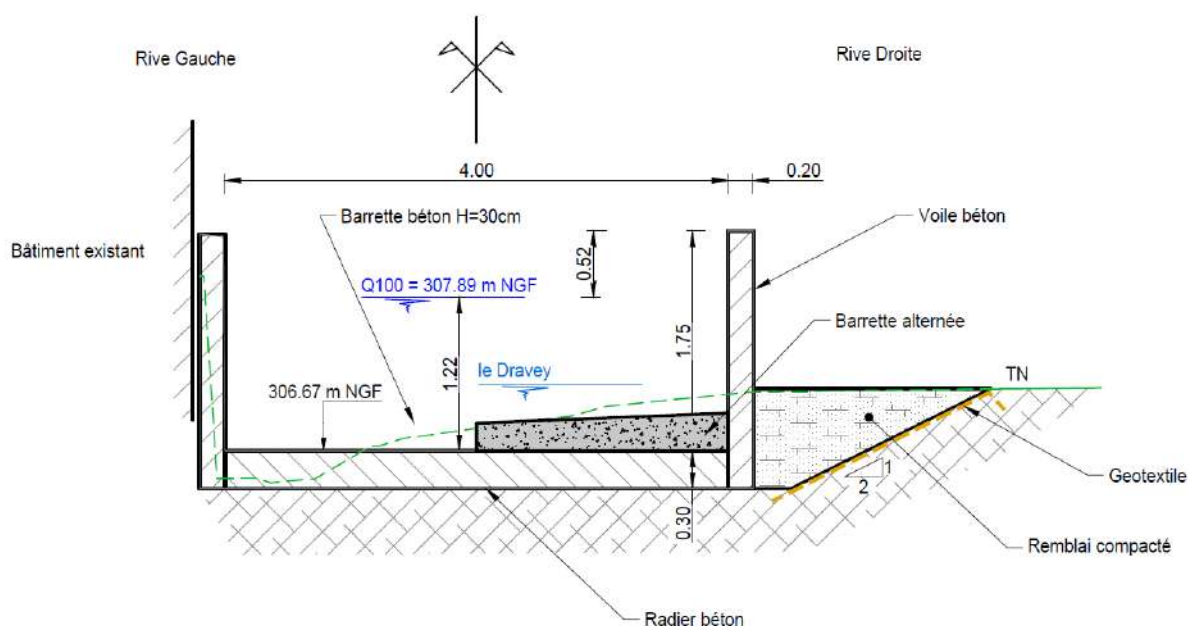 Rive Gauche
Rive Droite
4.00
0.20
Barrette béton H=30cm
Voile béton
Bâtiment existant
0.52
Q100 = 307.89 m NGF
Barrette alternée
1.75
1.22
le Dravey
TN
306.67 m NGF
1
2
Geotextile
0.30
Remblai compacté
Radier béton